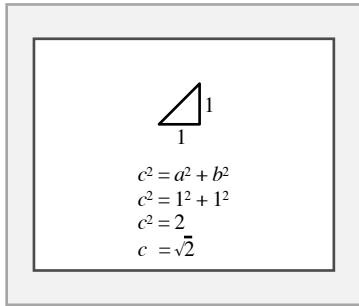 1
1
c² = a² + b²
c² = 1² + 1²
c² = 2
c = √2